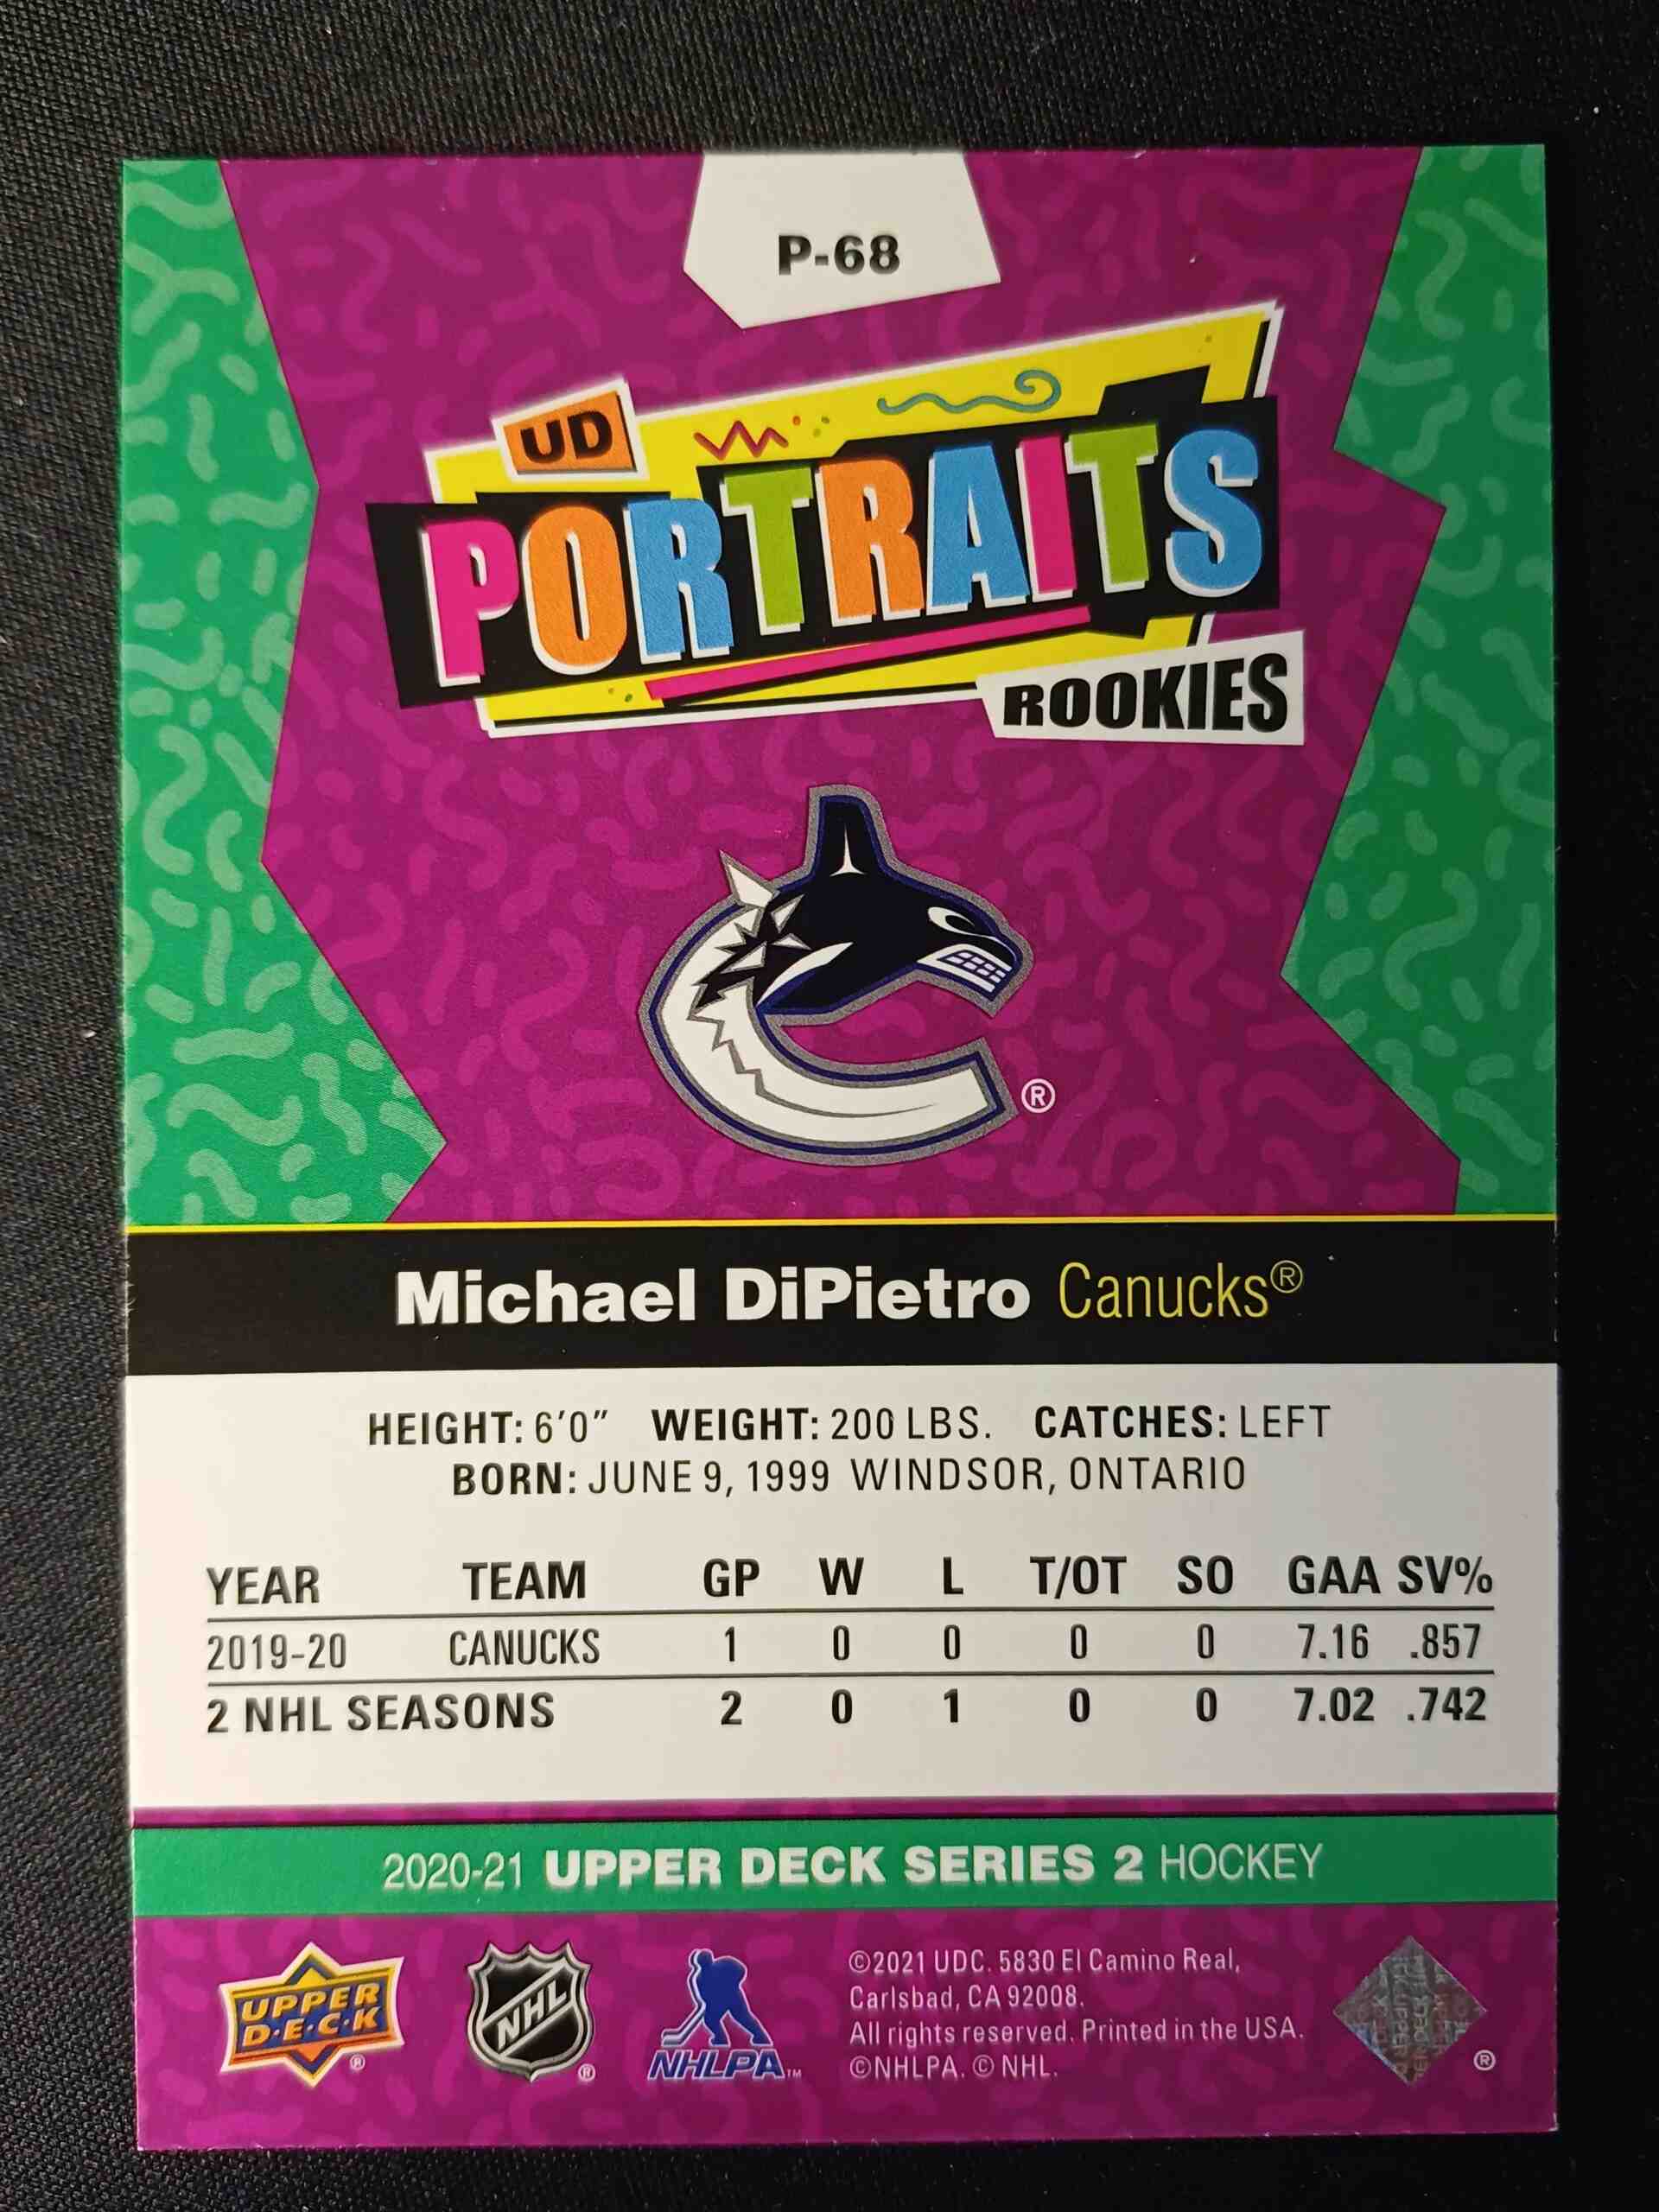 P-68
UD
PORTRAITS
ROOKIES
®
Michael DiPietro Canucks®
HEIGHT: 6'0" WEIGHT: 200 LBS. CATCHES: LEFT
BORN: JUNE 9, 1999 WINDSOR, ONTARIO
YEAR TEAM GP W L T/OT SO GAA SV%
2019-20 CANUCKS 1 0 0 0 0 7.16 .857
2 NHL SEASONS 2 0 1 0 0 7.02 .742
2020-21 UPPER DECK SERIES 2 HOCKEY
UPPER
D·E·C·K
®
NHL
®
NHLPA™
©2021 UDC. 5830 El Camino Real,
Carlsbad, CA 92008.
All rights reserved. Printed in the USA.
©NHLPA. © NHL.
®